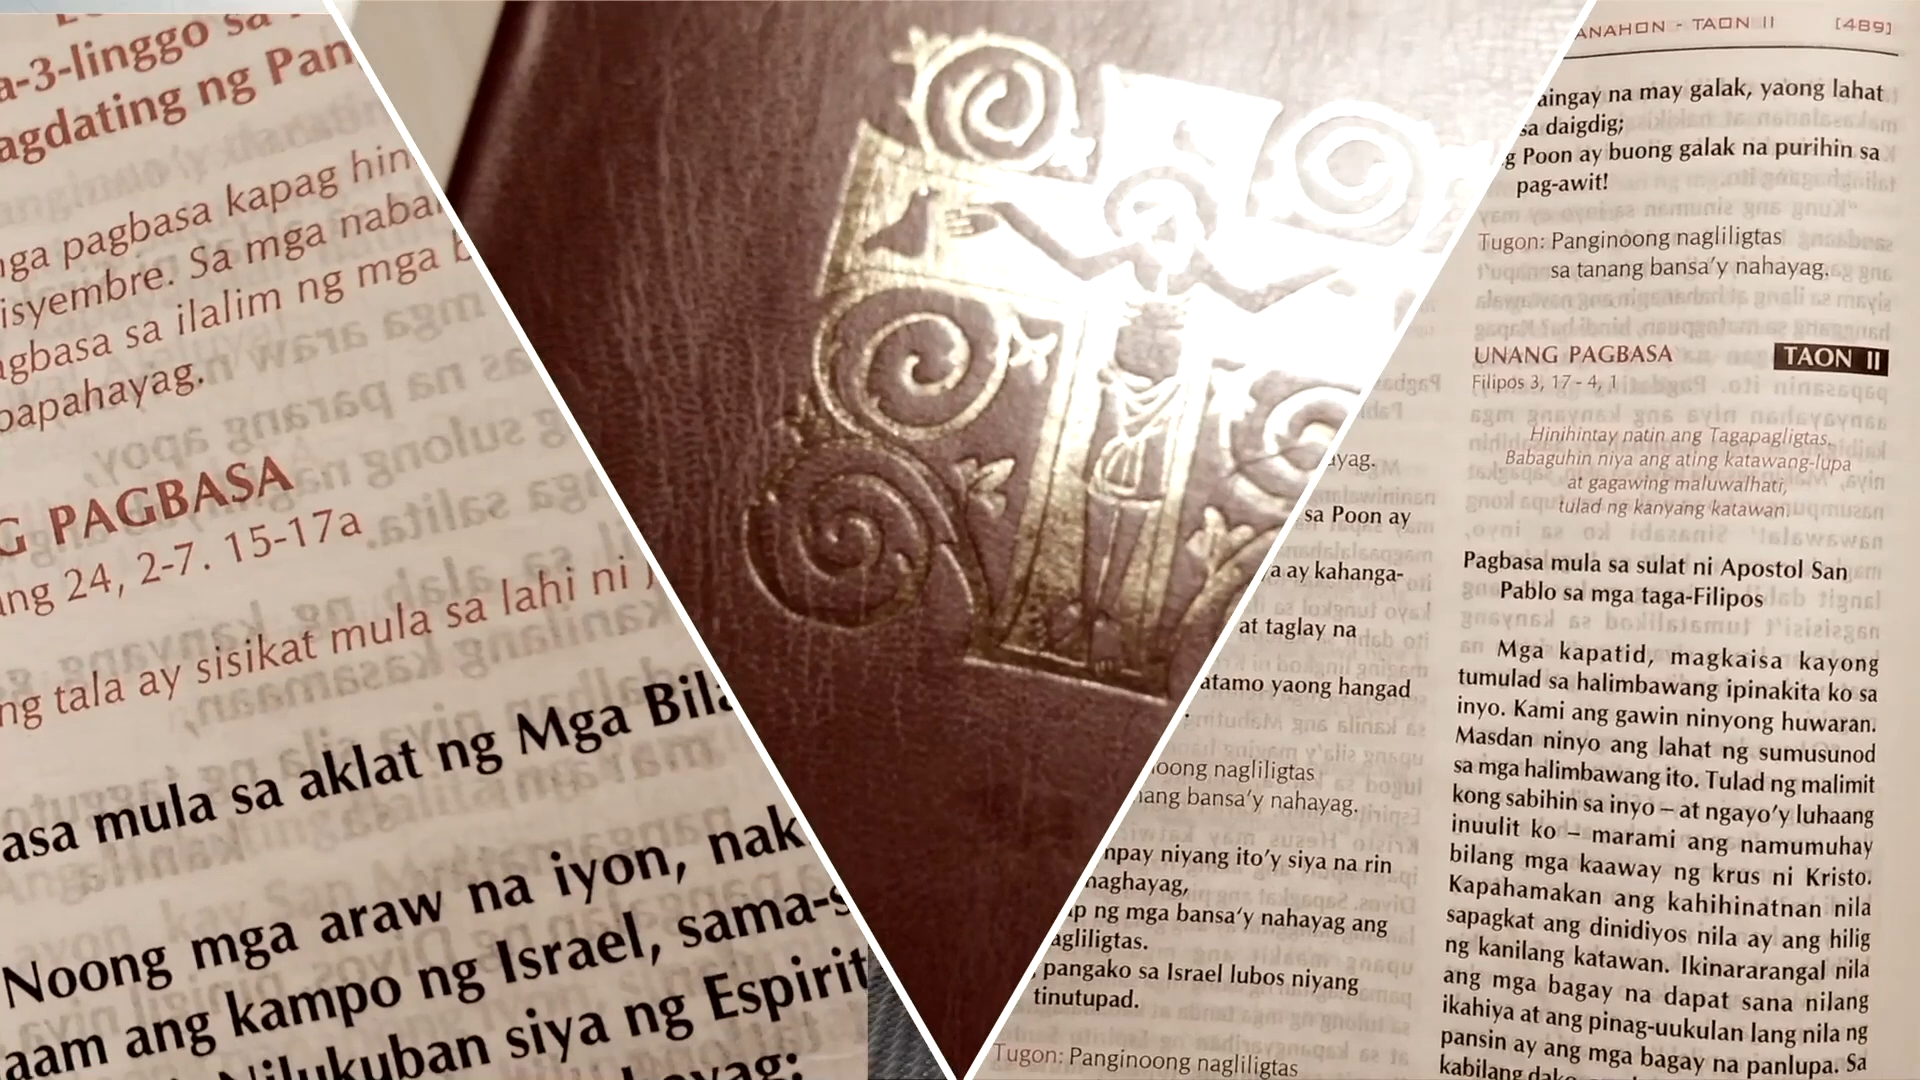 a-3-linggo sa
agdating ng Pan
nga pagbasa kapag hin
isyembre. Sa mga naba
agbasa sa ilalim ng mga b
papahayag.
G PAGBASA
ang 24, 2-7. 15-17a
ng tala ay sisikat mula sa lahi ni J
asa mula sa aklat ng Mga Bila
Noong mga araw na iyon, nak
aam ang kampo ng Israel, sama-s
Nilukuban siya ng Espirit
ayag.
sa Poon ay
a ay kahanga-
at taglay na
atamo yaong hangad
oong nagliligtas
nang bansa'y nahayag.
npay niyang ito'y siya na rin
naghayag,
ap ng mga bansa'y nahayag ang
agliligtas.
pangako sa Israel lubos niyang
tinutupad.
Tugon: Panginoong nagliligtas
ANAHON - TAON II [489]
aingay na may galak, yaong lahat
sa daigdig;
g Poon ay buong galak na purihin sa
pag-awit!
Tugon: Panginoong nagliligtas
sa tanang bansa'y nahayag.
UNANG PAGBASA TAON II
Filipos 3, 17 - 4, 1
Hinihintay natin ang Tagapagligtas.
Babaguhin niya ang ating katawang-lupa
at gagawing maluwalhati,
tulad ng kanyang katawan.
Pagbasa mula sa sulat ni Apostol San
Pablo sa mga taga-Filipos
Mga kapatid, magkaisa kayong
tumulad sa halimbawang ipinakita ko sa
inyo. Kami ang gawin ninyong huwaran.
Masdan ninyo ang lahat ng sumusunod
sa mga halimbawang ito. Tulad ng malimit
kong sabihin sa inyo – at ngayo'y luhaang
inuulit ko – marami ang namumuhay
bilang mga kaaway ng krus ni Kristo.
Kapahamakan ang kahihinatnan nila
sapagkat ang dinidiyos nila ay ang hilig
ng kanilang katawan. Ikinararangal nila
ang mga bagay na dapat sana nilang
ikahiya at ang pinag-uukulan lang nila ng
pansin ay ang mga bagay na panlupa. Sa
kabilang dako